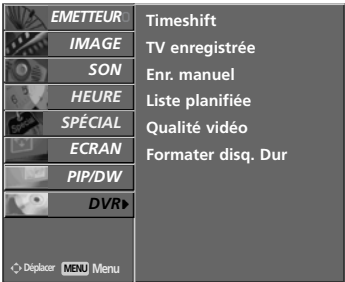 EMETTEUR
IMAGE
SON
HEURE
SPÉCIAL
ECRAN
PIP/DW
DVR
Timeshift
TV enregistrée
Enr. manuel
Liste planifiée
Qualité vidéo
Formater disq. Dur
Déplacer MENU Menu